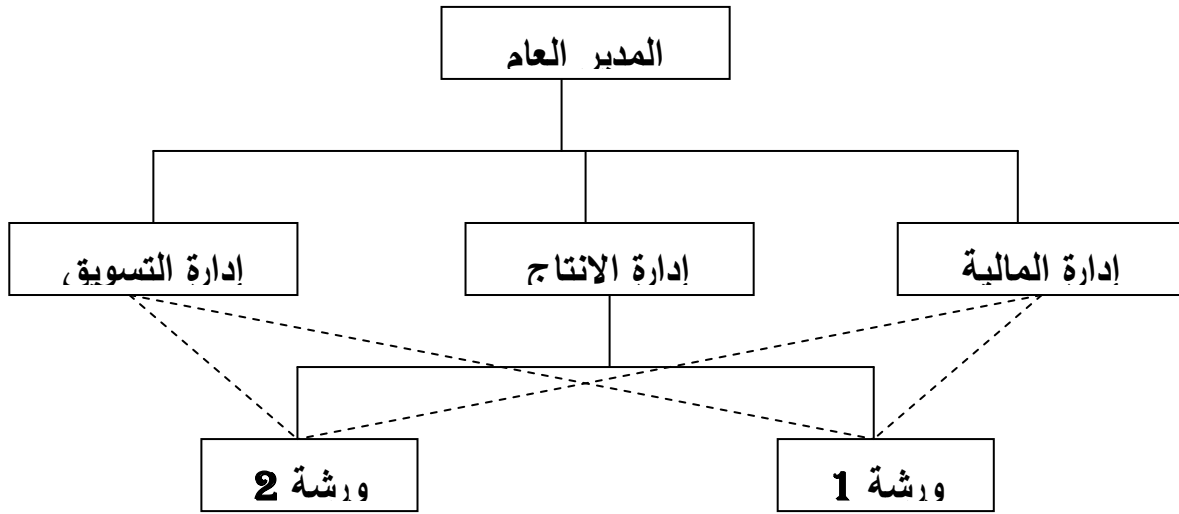 المدير العام
إدارة المالية
إدارة الانتاج
إدارة التسويق
ورشة 1
ورشة 2